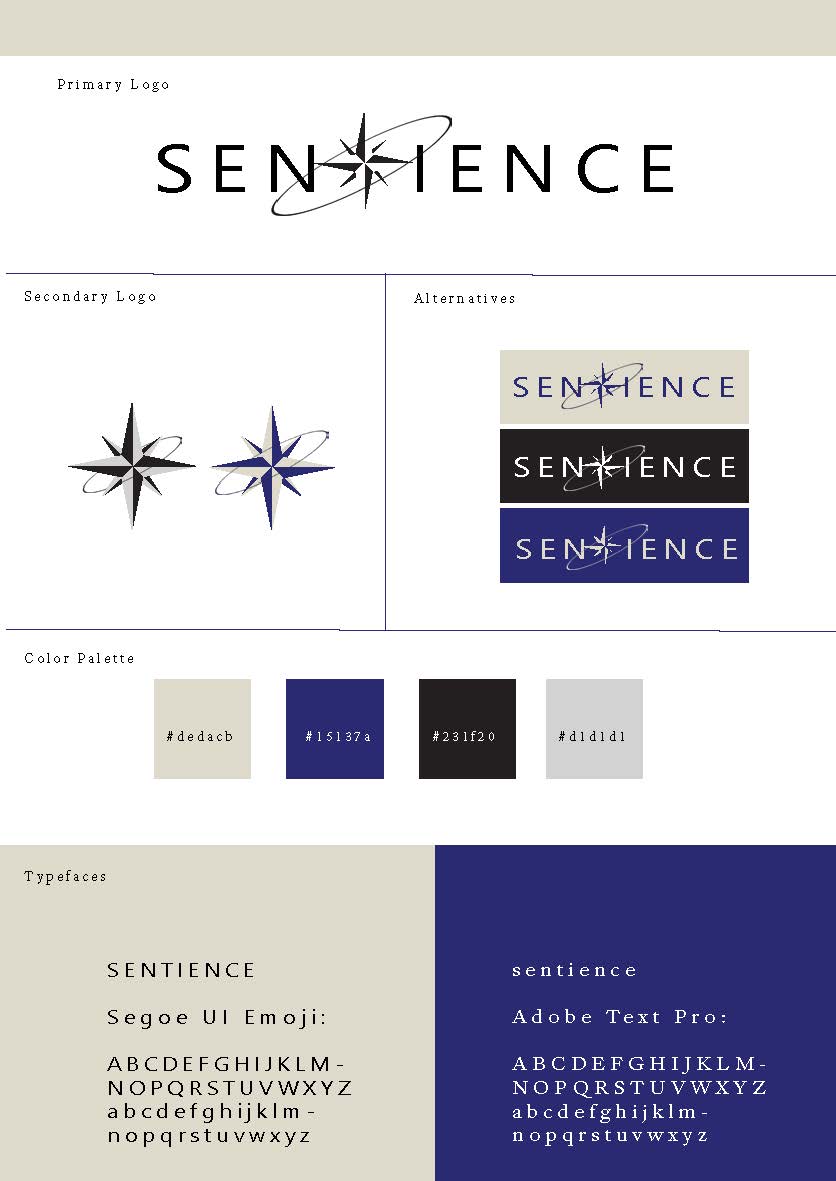 Primary Logo
SENTIENCE
Secondary Logo
Alternatives
SENTIENCE
SENTIENCE
SENTIENCE
Color Palette
#dedacb
#15137a
#231f20
#d1d1d1
Typefaces
SENTIENCE
Segoe UI Emoji:
ABCDEFGHIJKLM-
NOPQRSTUVWXYZ
abcdefghijklm-
nopqrstuvwxyz
sentience
Adobe Text Pro:
ABCDEFGHIJKLM-
NOPQRSTUVWXYZ
abcdefghijklm-
nopqrstuvwxyz